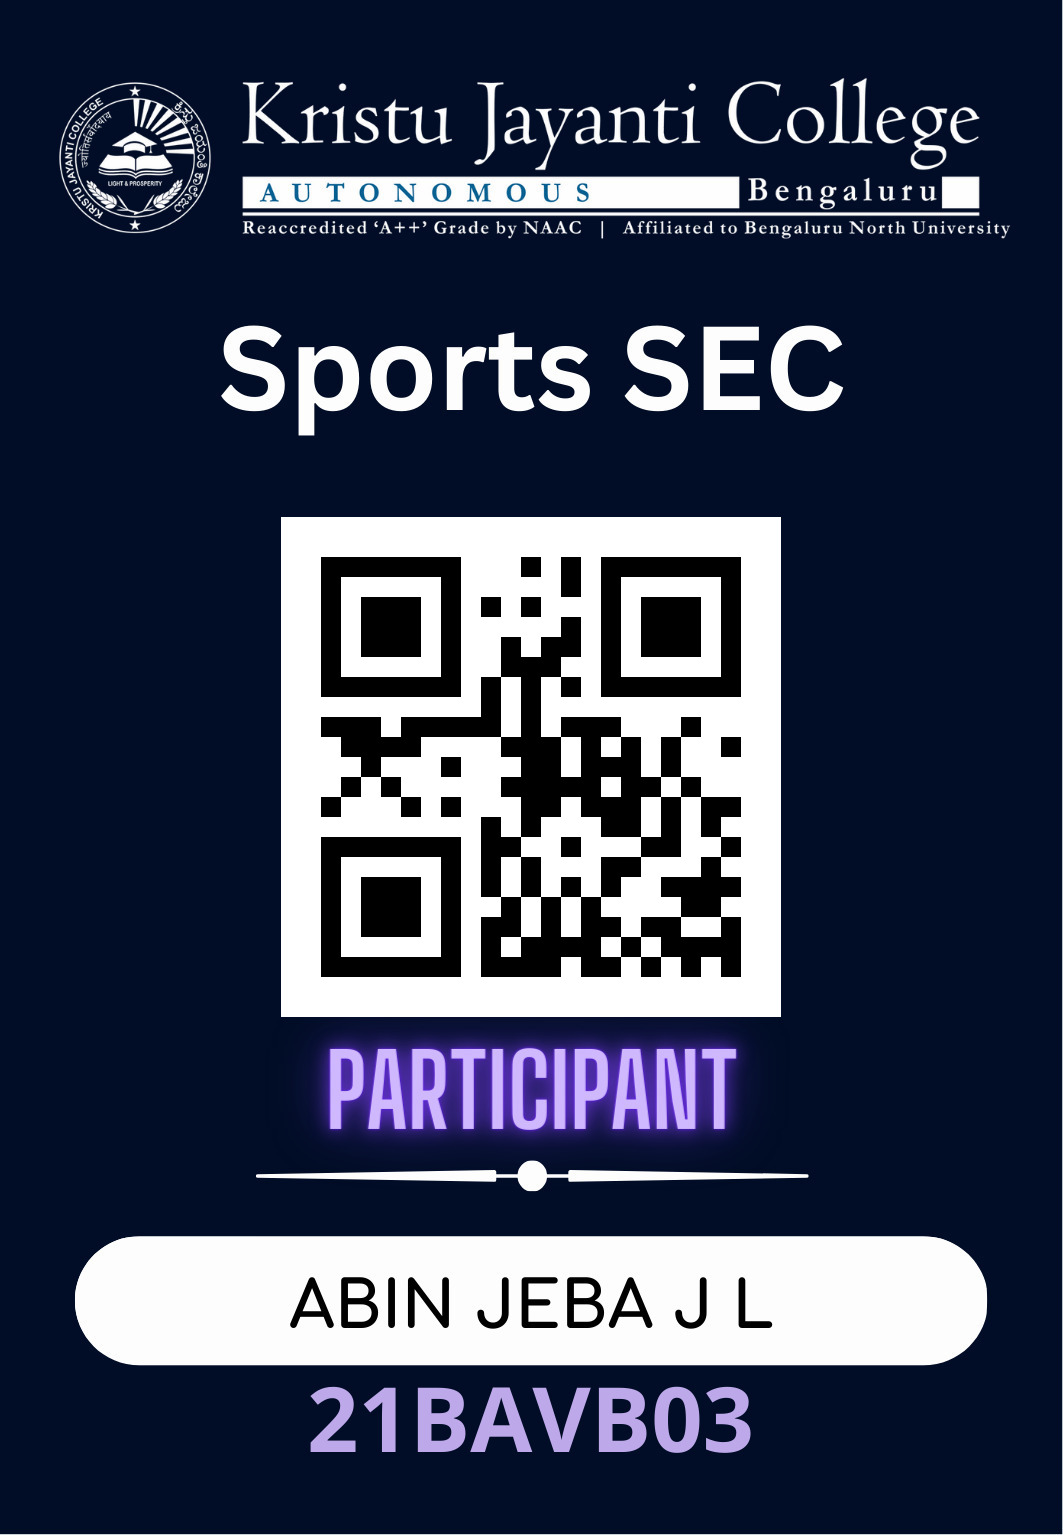 Kristu Jayanti College
AUTONOMOUS Bengaluru
Reaccredited ‘A++’ Grade by NAAC | Affiliated to Bengaluru North University
KRISTU JAYANTI COLLEGE
ಕ್ರಿಸ್ತು ಜಯಂತಿ ಕಾಲೇಜು
LIGHT & PROSPERITY
Sports SEC
PARTICIPANT
ABIN JEBA J L
21BAVB03